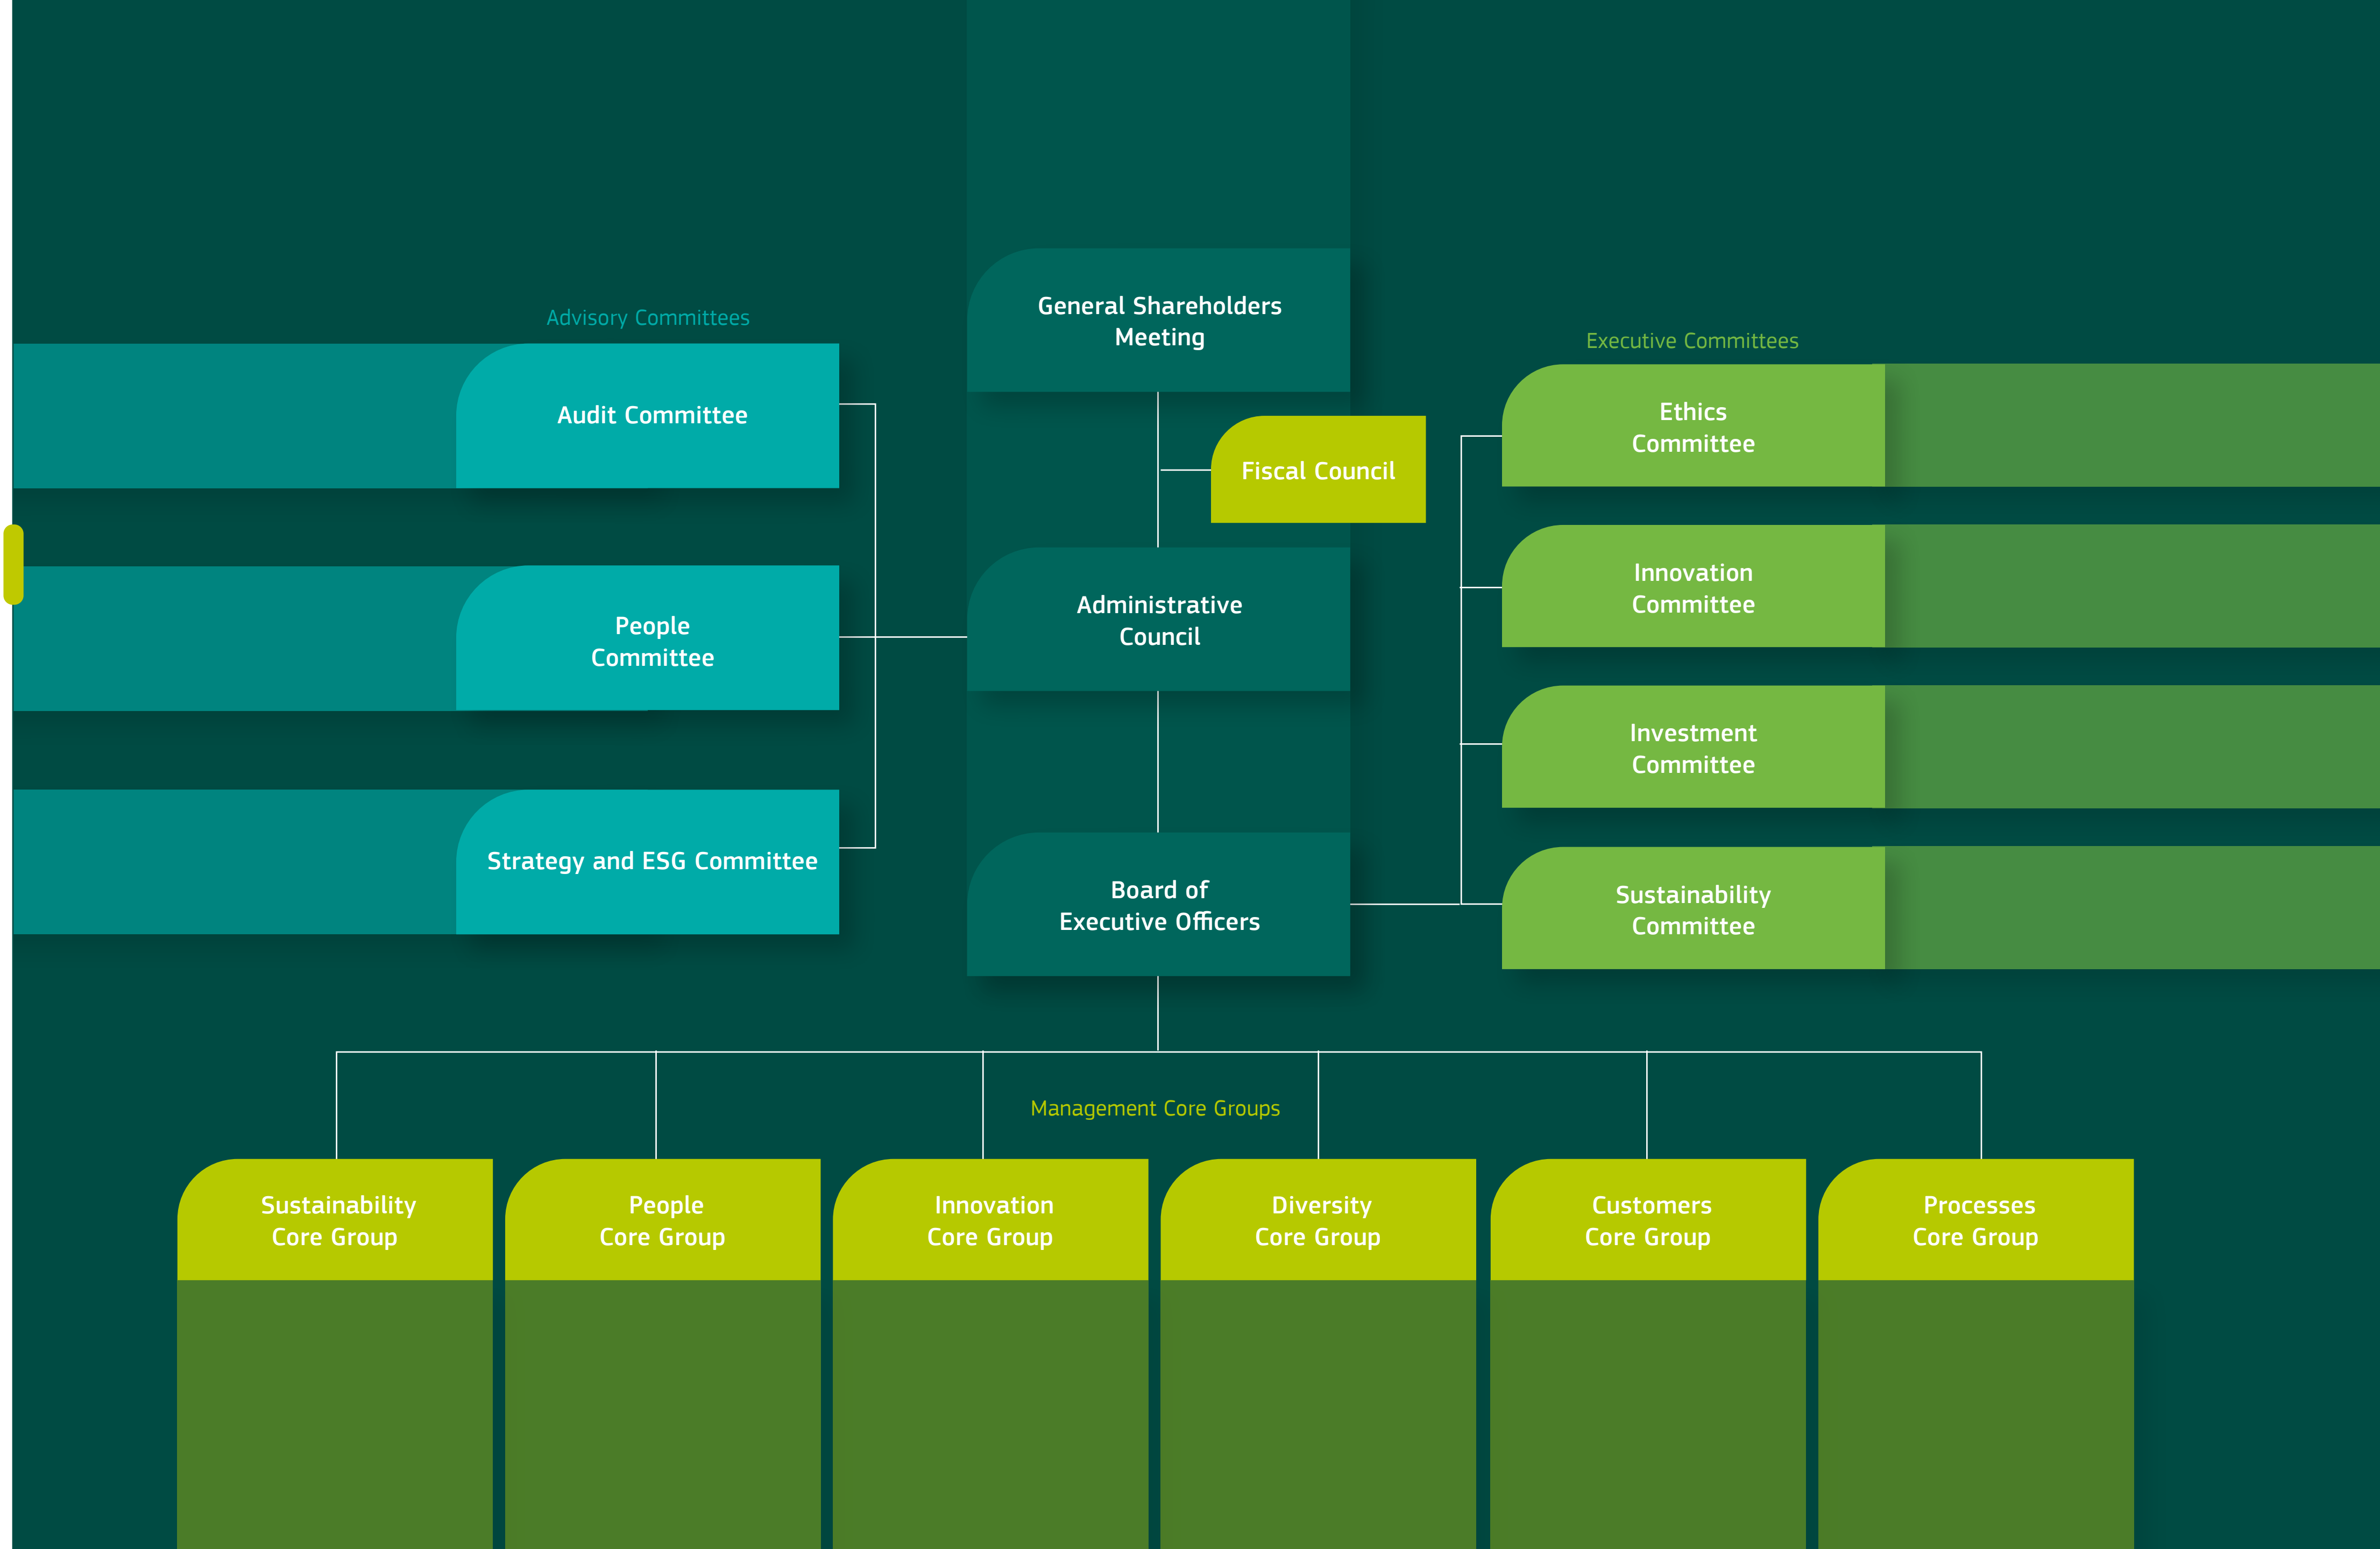 General Shareholders
Meeting
Fiscal Council
Administrative
Council
Board of
Executive Officers
Advisory Committees
Audit Committee
People
Committee
Strategy and ESG Committee
Executive Committees
Ethics
Committee
Innovation
Committee
Investment
Committee
Sustainability
Committee
Management Core Groups
Sustainability
Core Group
People
Core Group
Innovation
Core Group
Diversity
Core Group
Customers
Core Group
Processes
Core Group